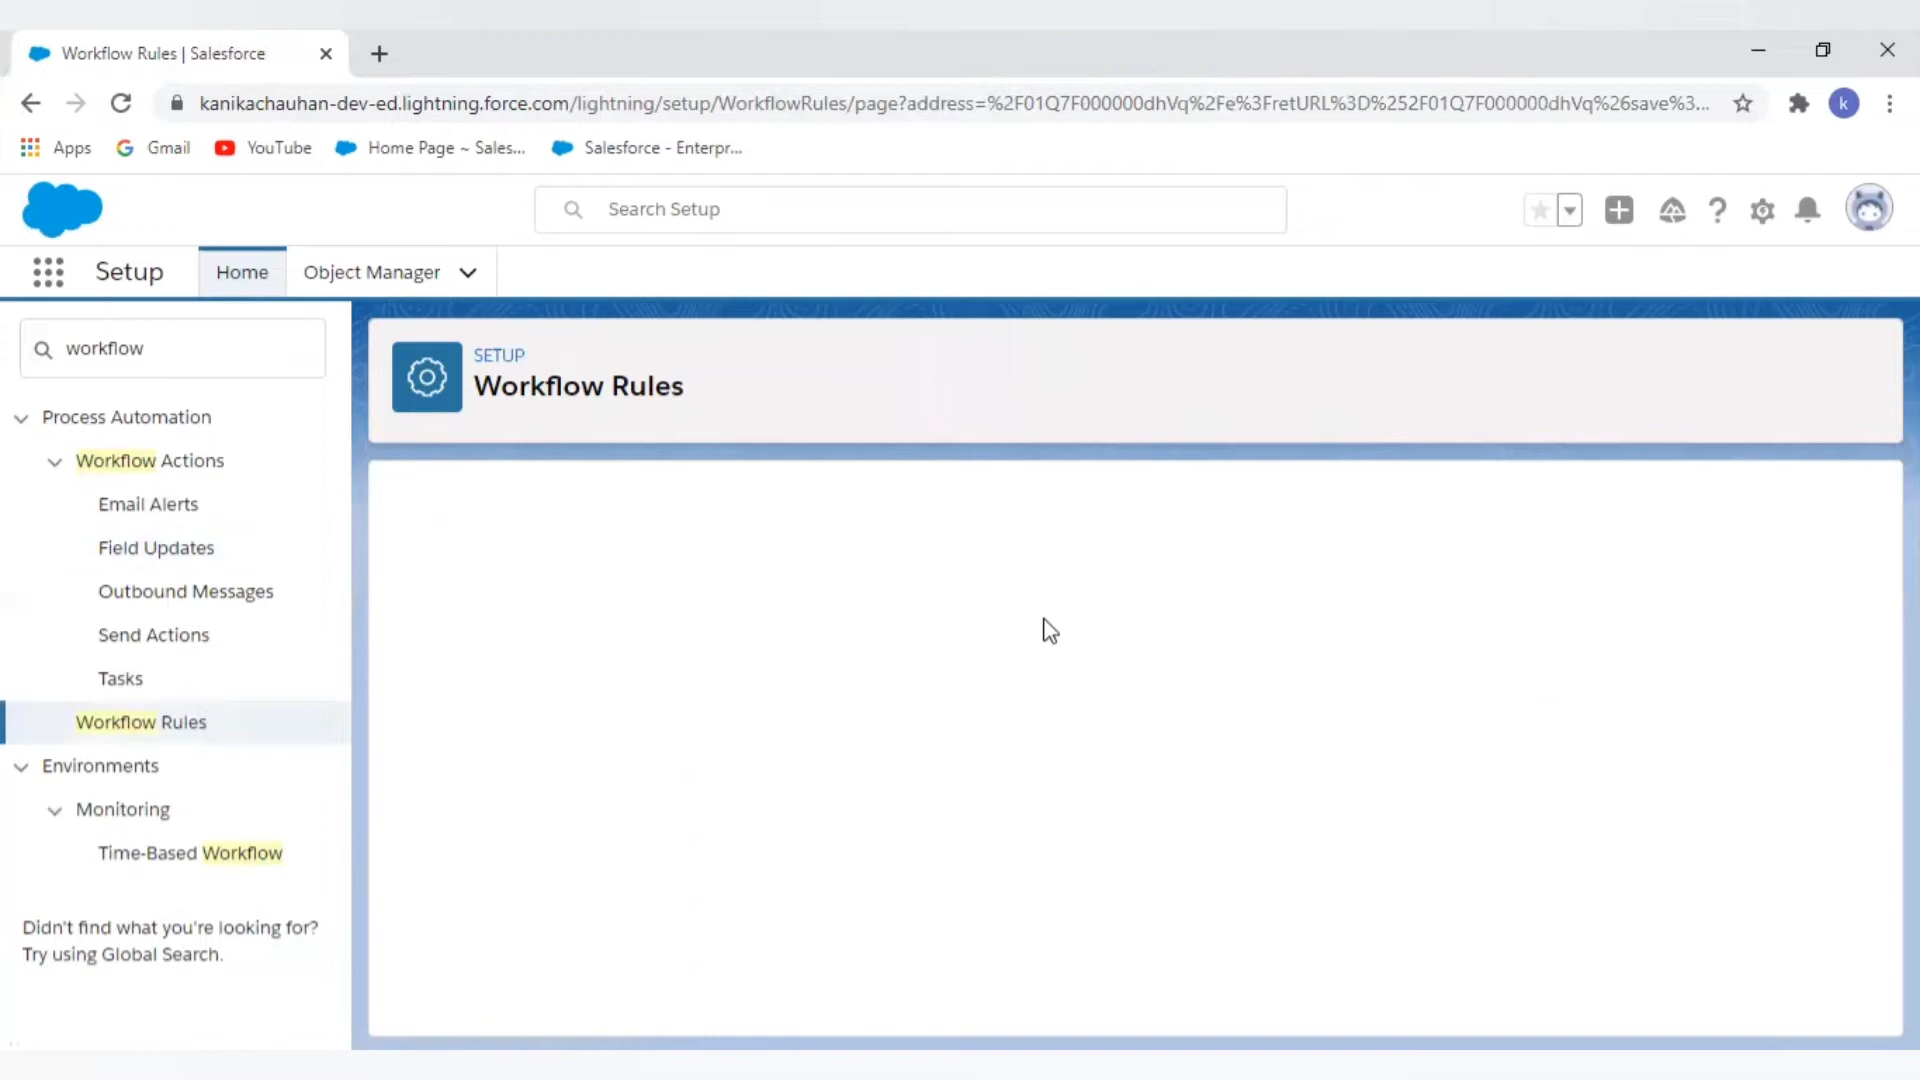 Workflow Rules | Salesforce
kanikachauhan-dev-ed.lightning.force.com/lightning/setup/WorkflowRules/page?address=%2F01Q7F000000dhVq%2Fe%3FretURL%3D%252F01Q7F000000dhVq%26save%3...
k
Apps
Gmail
YouTube
Home Page ~ Sales...
Salesforce - Enterpr...
Search Setup
Setup
Home
Object Manager
workflow
Process Automation
Workflow Actions
Email Alerts
Field Updates
Outbound Messages
Send Actions
Tasks
Workflow Rules
Environments
Monitoring
Time-Based Workflow
Didn't find what you're looking for?
Try using Global Search.
SETUP
Workflow Rules